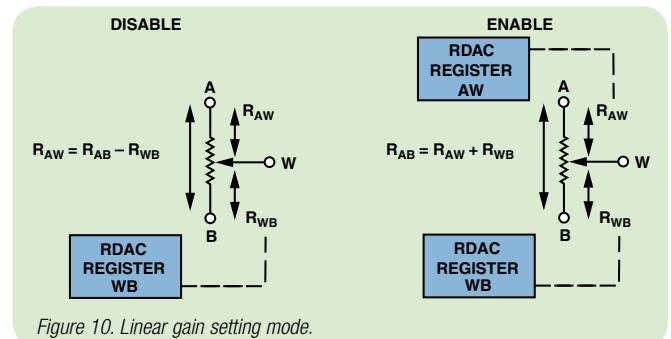 DISABLE
A
R_AW
R_AW = R_AB – R_WB
W
R_WB
B
RDAC
REGISTER
WB
ENABLE
RDAC
REGISTER
AW
A
R_AW
R_AB = R_AW + R_WB
W
R_WB
B
RDAC
REGISTER
WB
Figure 10. Linear gain setting mode.